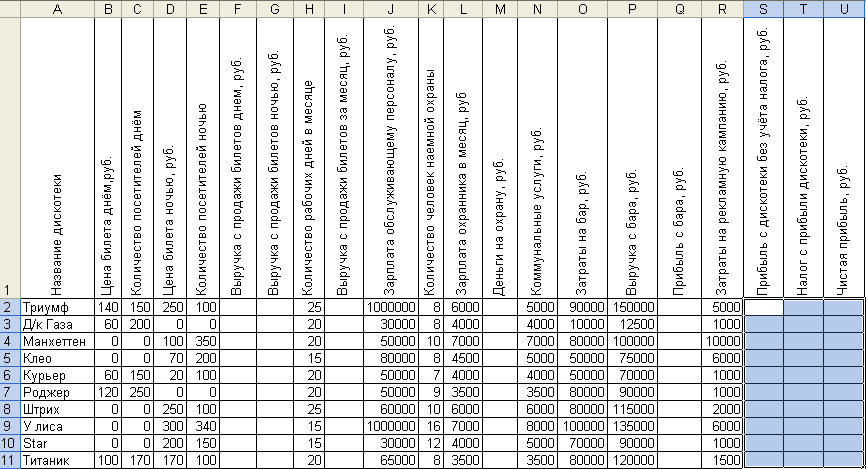 A B C D E F G H I J K L M N O P Q R S T U
1 Название дискотеки Цена билета днём,руб. Количество посетителей днём Цена билета ночью, руб. Количество посетителей ночью Выручка с продажи билетов днем, руб. Выручка с продажи билетов ночью, руб. Количество рабочих дней в месяце Выручка с продажи билетов за месяц, руб. Зарплата обслуживающему персоналу, руб. Количество человек наемной охраны Зарплата охранника в месяц, руб Деньги на охрану, руб. Коммунальные услуги, руб. Затраты на бар, руб. Выручка с бара, руб. Прибыль с бара, руб. Затраты на рекламную кампанию, руб. Прибыль с дискотеки без учёта налога, руб. Налог с прибыли дискотеки, руб. Чистая прибыль, руб.
2 Триумф 140 150 250 100 25 1000000 8 6000 5000 90000 150000 5000
3 Д/к Газа 60 200 0 0 20 30000 8 4000 4000 10000 12500 1000
4 Манхеттен 0 0 100 350 20 50000 10 7000 7000 80000 100000 10000
5 Клео 0 0 70 200 15 80000 8 4500 5000 50000 75000 6000
6 Курьер 60 150 20 100 20 50000 7 4000 4000 50000 70000 1000
7 Роджер 120 250 0 0 20 50000 9 3500 3500 80000 90000 1000
8 Штрих 0 0 250 100 25 60000 10 6000 6000 80000 115000 2000
9 У лиса 0 0 300 340 15 1000000 16 7000 8000 100000 135000 6000
10 Star 0 0 200 150 15 30000 12 4000 5000 70000 90000 1000
11 Титаник 100 170 170 100 20 65000 8 3500 3500 80000 120000 1500